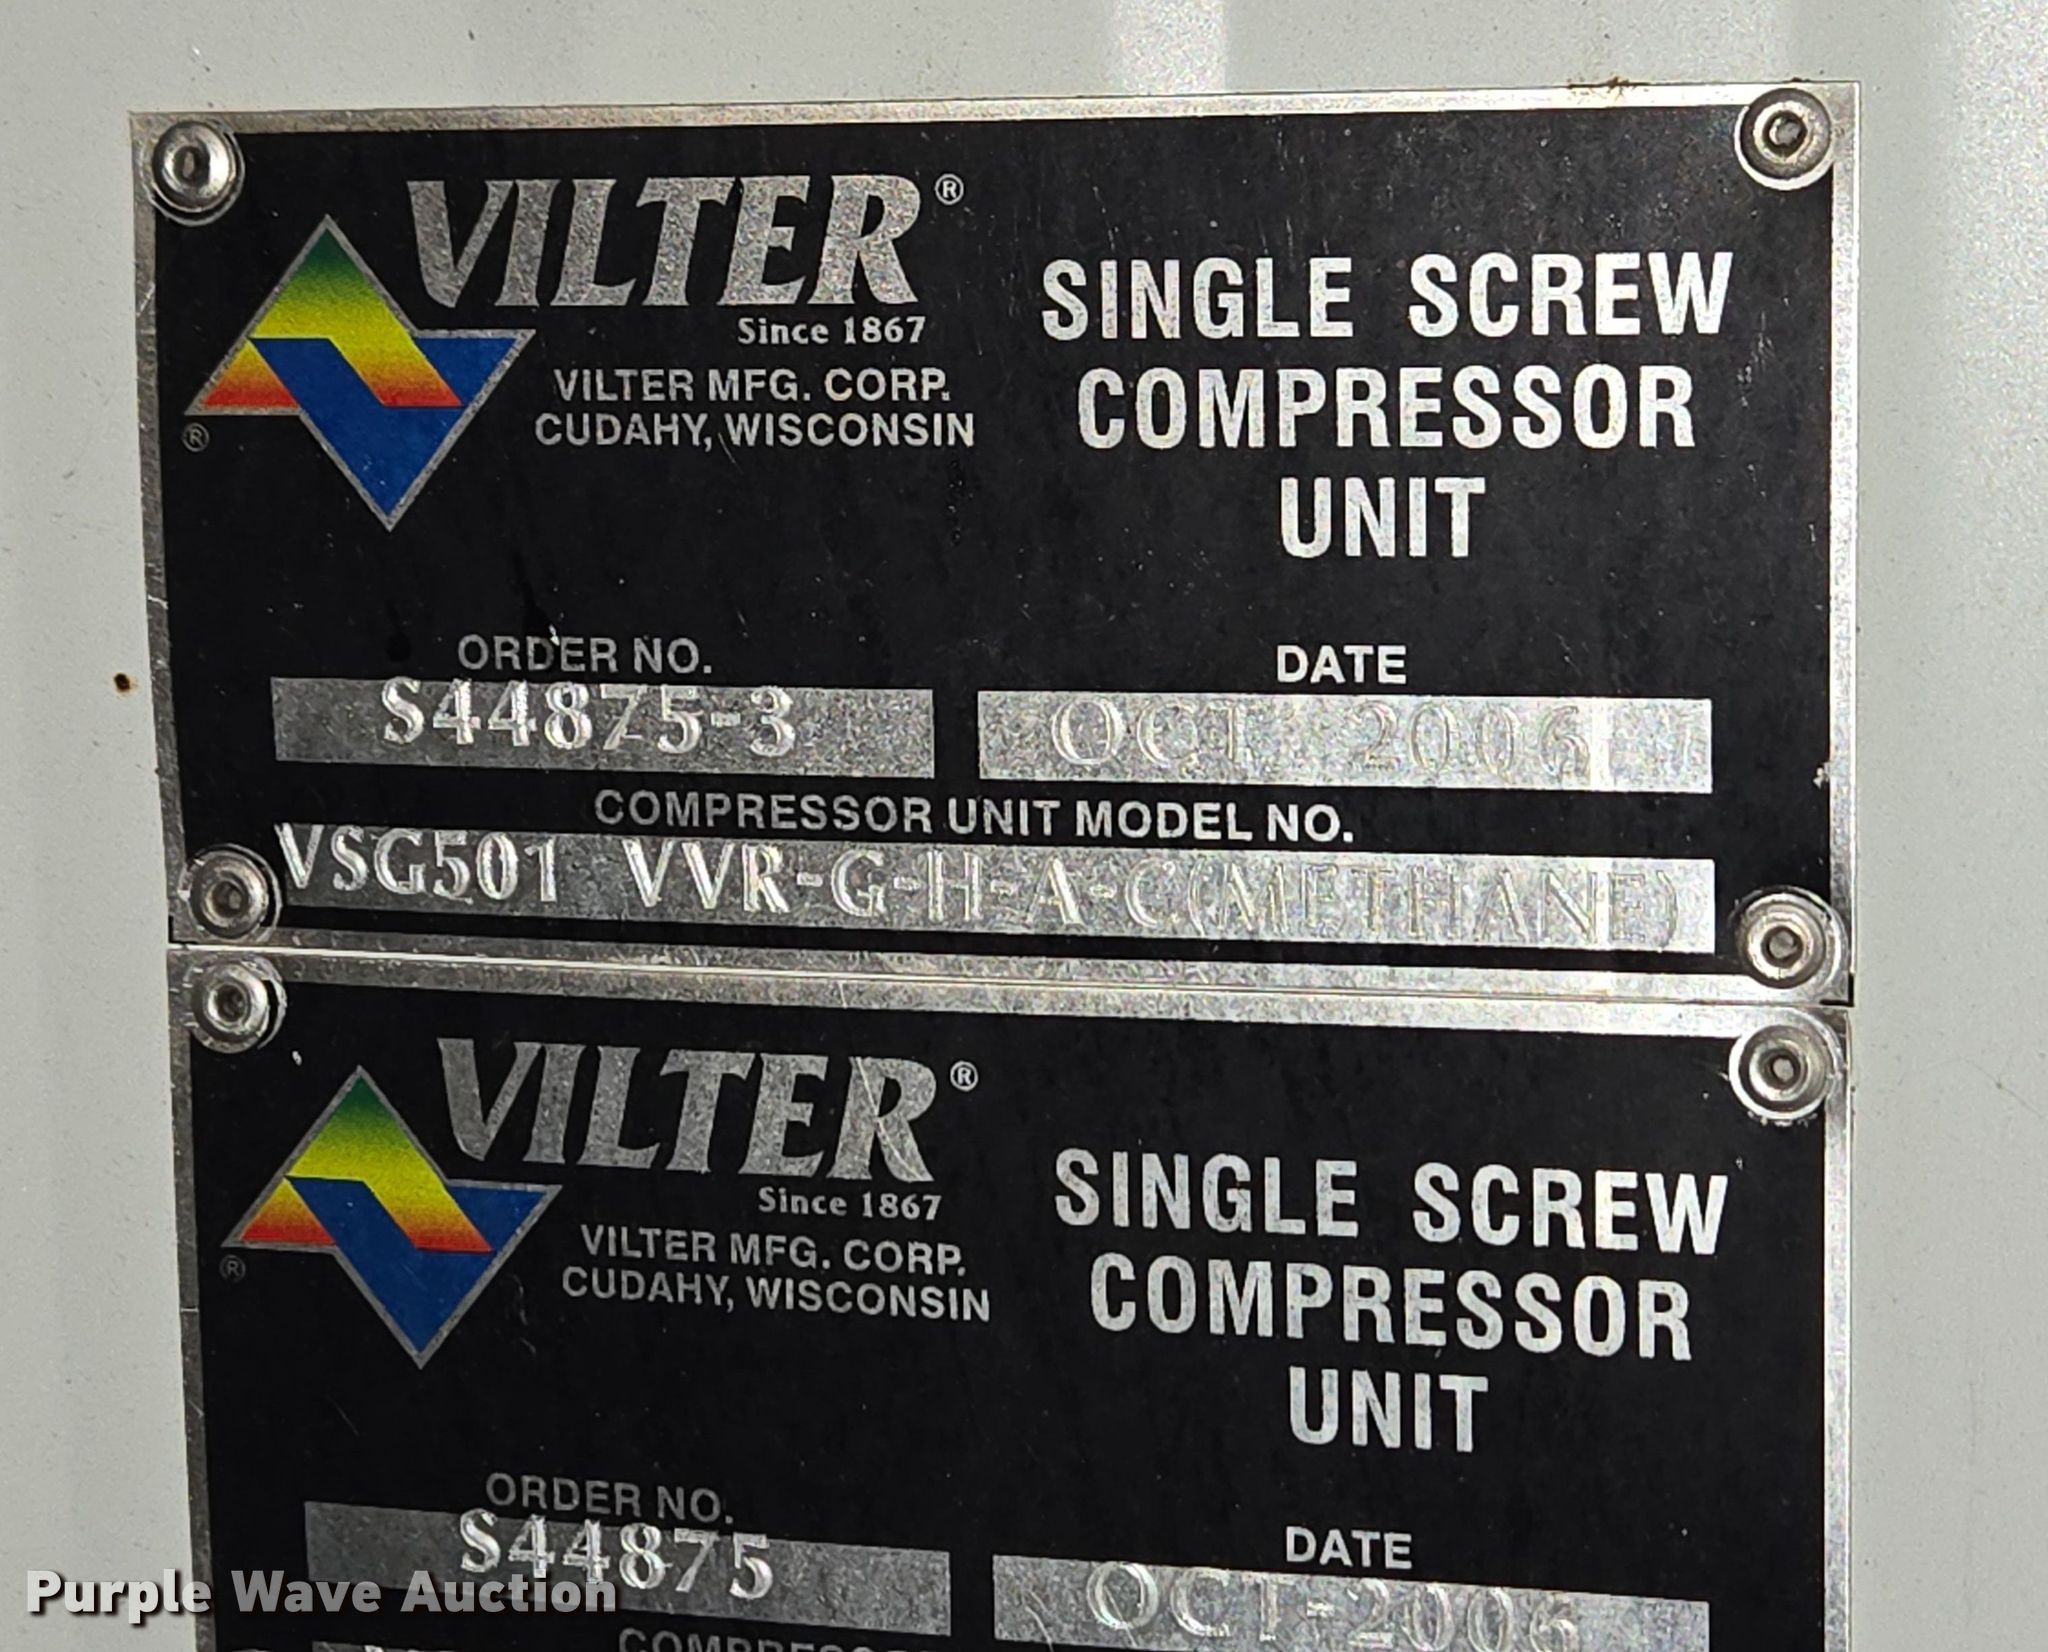 VILTER®
Since 1867
VILTER MFG. CORP.
CUDAHY, WISCONSIN
®
SINGLE SCREW
COMPRESSOR
UNIT
ORDER NO.
S44875-3
DATE
OCT 2006
COMPRESSOR UNIT MODEL NO.
VSG501 VVR-G-H-A-C(METHANE)
VILTER®
Since 1867
VILTER MFG. CORP.
CUDAHY, WISCONSIN
®
SINGLE SCREW
COMPRESSOR
UNIT
ORDER NO.
S44875
DATE
OCT-2006
Purple Wave Auction